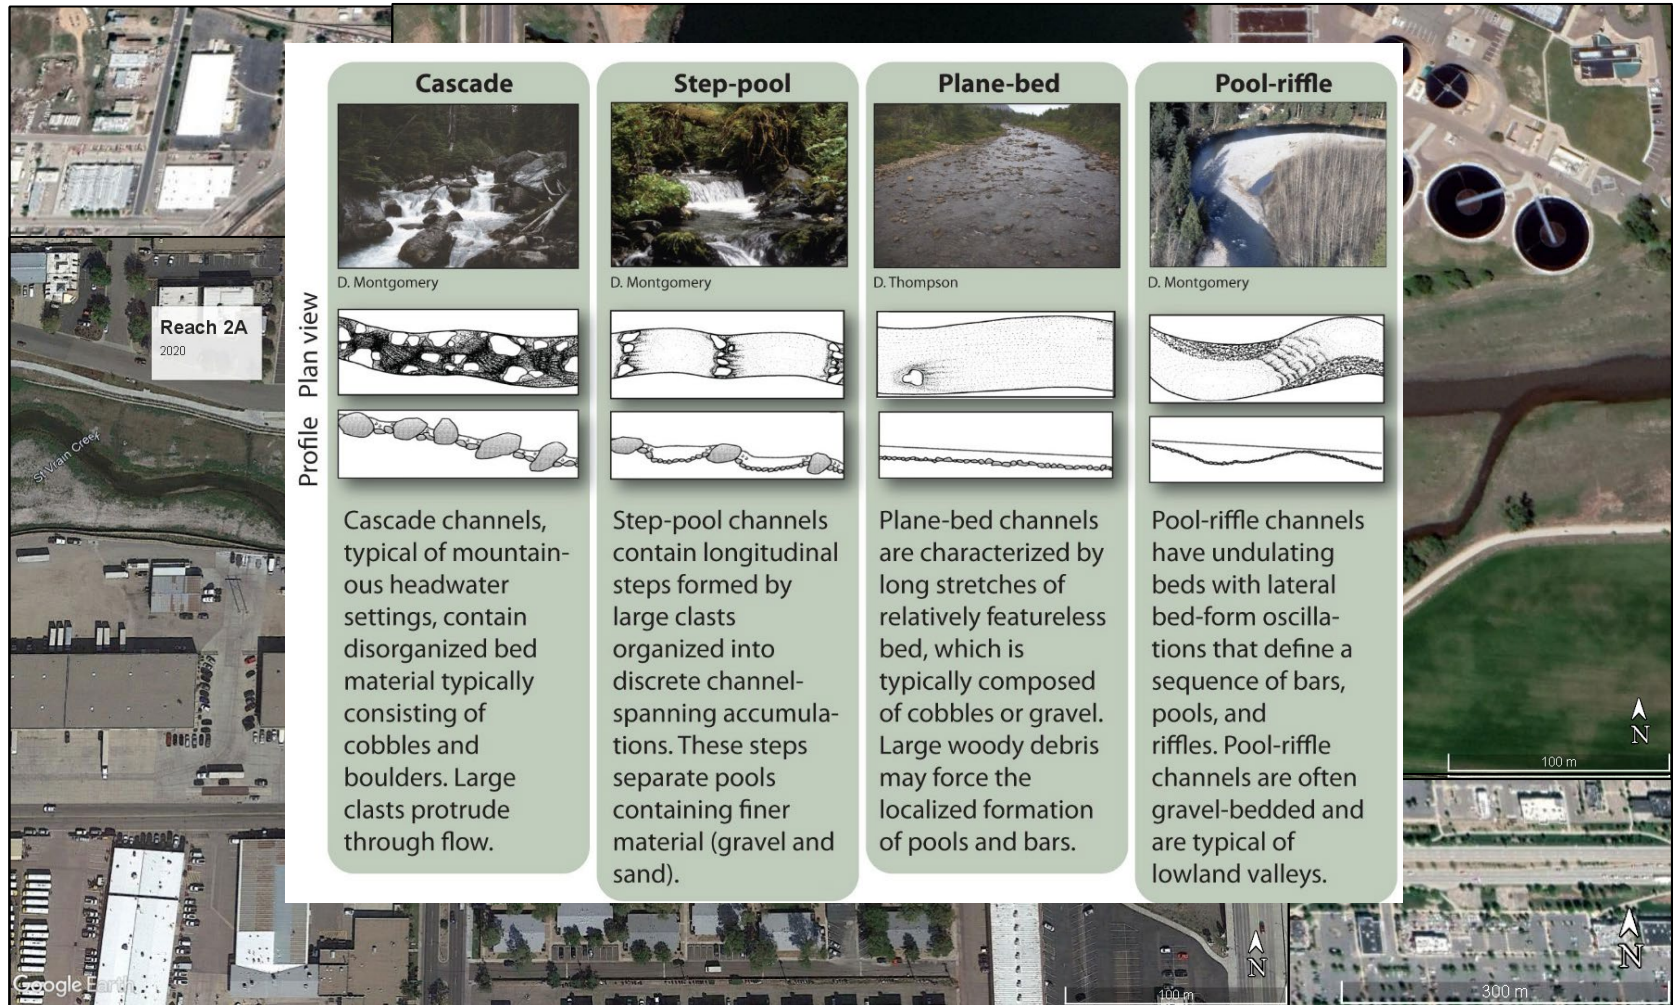 Cascade
D. Montgomery
Plan view
Profile
Cascade channels,
typical of mountain-
ous headwater
settings, contain
disorganized bed
material typically
consisting of
cobbles and
boulders. Large
clasts protrude
through flow.
Step-pool
D. Montgomery
Step-pool channels
contain longitudinal
steps formed by
large clasts
organized into
discrete channel-
spanning accumula-
tions. These steps
separate pools
containing finer
material (gravel and
sand).
Plane-bed
D. Thompson
Plane-bed channels
are characterized by
long stretches of
relatively featureless
bed, which is
typically composed
of cobbles or gravel.
Large woody debris
may force the
localized formation
of pools and bars.
Pool-riffle
D. Montgomery
Pool-riffle channels
have undulating
beds with lateral
bed-form oscilla-
tions that define a
sequence of bars,
pools, and
riffles. Pool-riffle
channels are often
gravel-bedded and
are typical of
lowland valleys.
Reach 2A
2020
St Vrain Creek
N
100 m
N
100 m
N
300 m
Google Earth